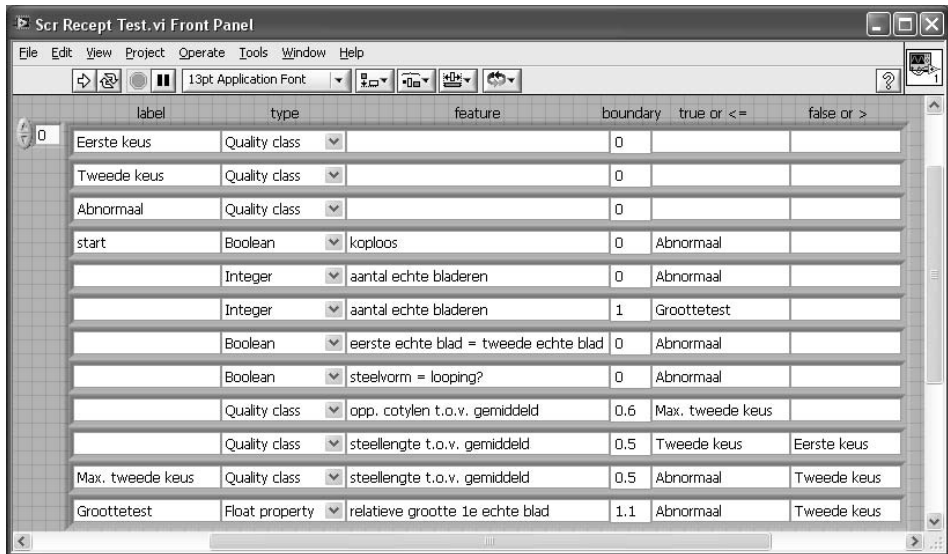 Scr Recept Test.vi Front Panel
File Edit View Project Operate Tools Window Help
13pt Application Font ?
1
label type feature boundary true or <= false or >
0 Eerste keus Quality class 0
Tweede keus Quality class 0
Abnormaal Quality class 0
start Boolean koploos 0 Abnormaal
Integer aantal echte bladeren 0 Abnormaal
Integer aantal echte bladeren 1 Groottetest
Boolean eerste echte blad = tweede echte blad 0 Abnormaal
Boolean steelvorm = looping? 0 Abnormaal
Quality class opp. cotylen t.o.v. gemiddeld 0.6 Max. tweede keus
Quality class steellengte t.o.v. gemiddeld 0.5 Tweede keus Eerste keus
Max. tweede keus Quality class steellengte t.o.v. gemiddeld 0.5 Abnormaal Tweede keus
Groottetest Float property relatieve grootte 1e echte blad 1.1 Abnormaal Tweede keus